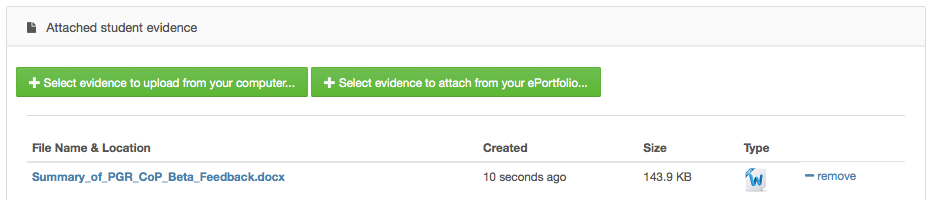 Attached student evidence
+ Select evidence to upload from your computer... + Select evidence to attach from your ePortfolio...
File Name & Location Created Size Type
Summary_of_PGR_CoP_Beta_Feedback.docx 10 seconds ago 143.9 KB W − remove